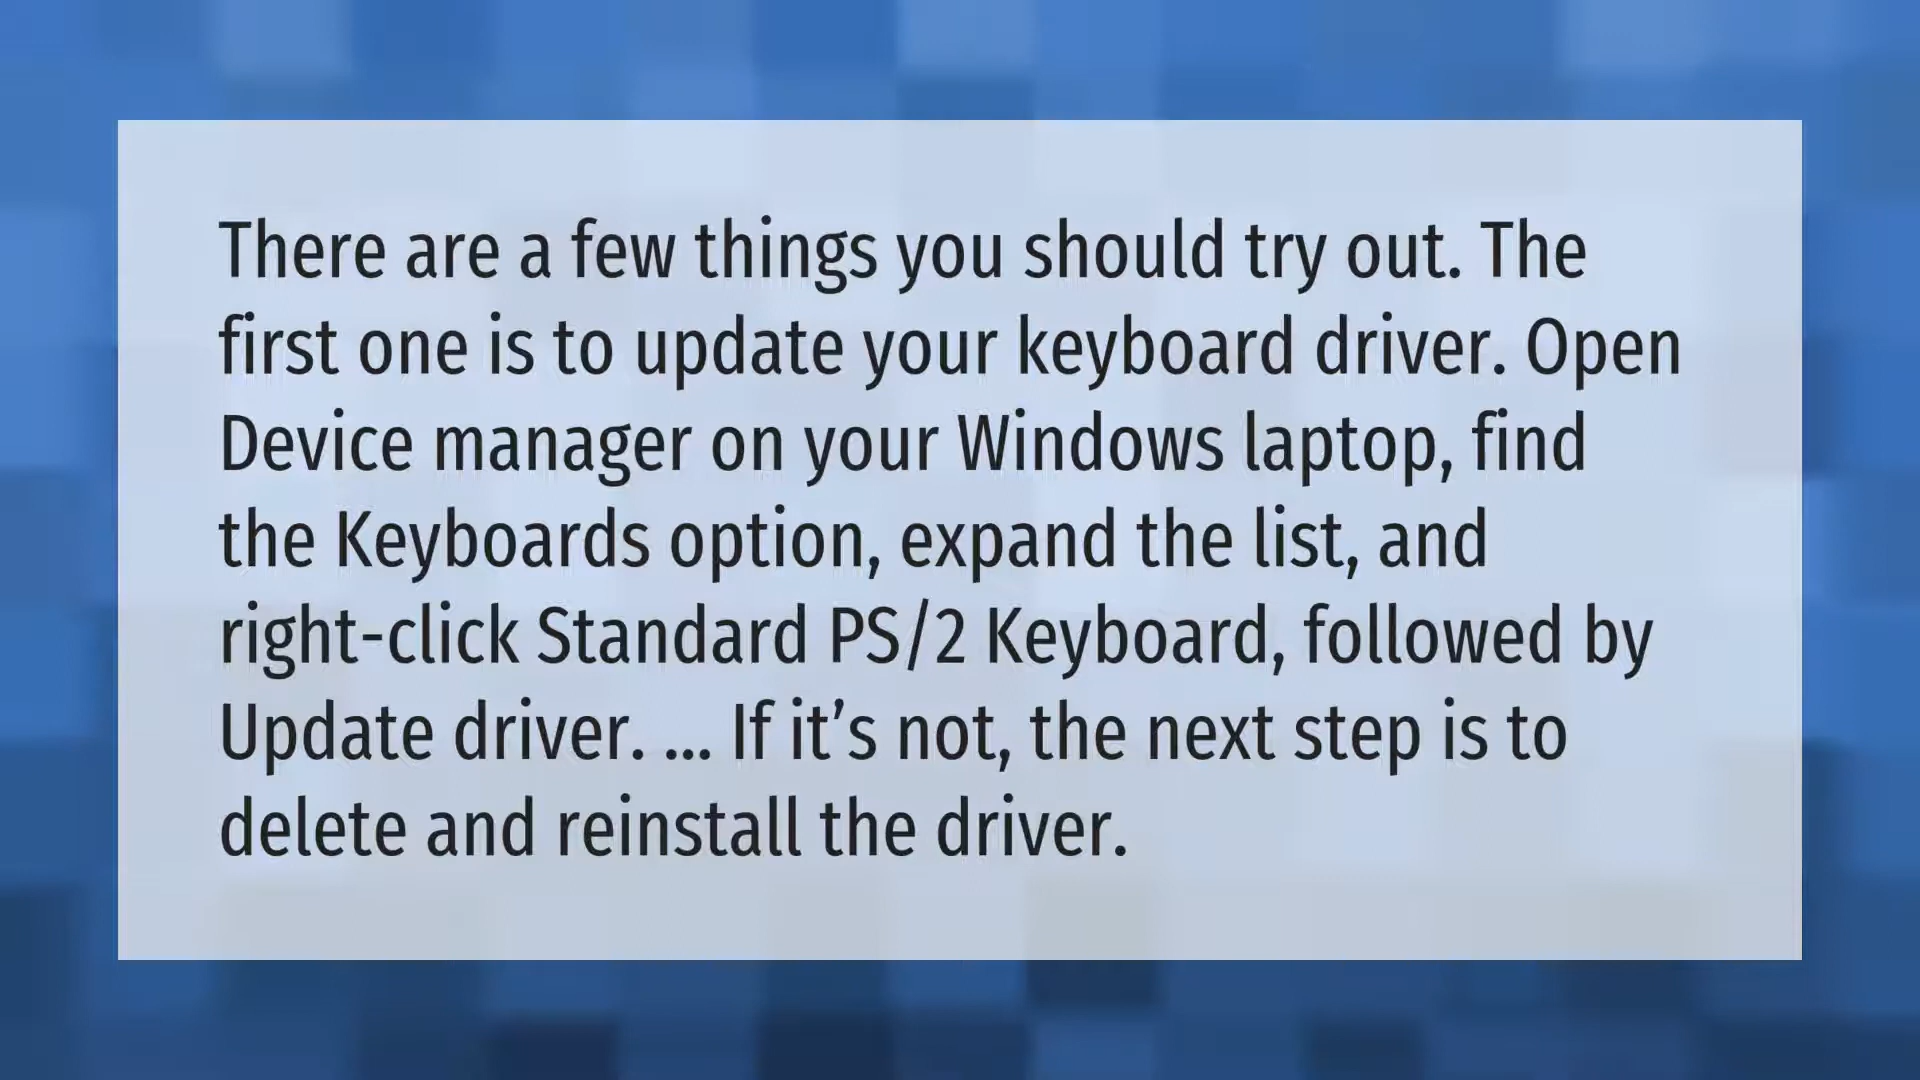 There are a few things you should try out. The
first one is to update your keyboard driver. Open
Device manager on your Windows laptop, find
the Keyboards option, expand the list, and
right-click Standard PS/2 Keyboard, followed by
Update driver. ... If it’s not, the next step is to
delete and reinstall the driver.